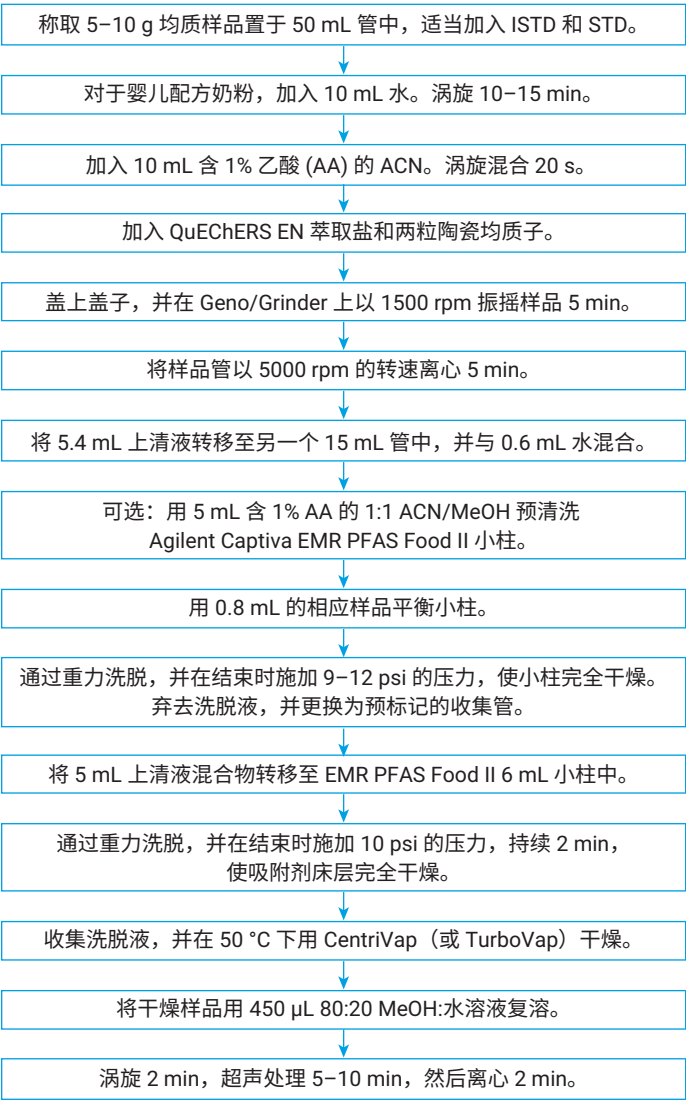 称取 5–10 g 均质样品置于 50 mL 管中，适当加入 ISTD 和 STD。
对于婴儿配方奶粉，加入 10 mL 水。涡旋 10–15 min。
加入 10 mL 含 1% 乙酸 (AA) 的 ACN。涡旋混合 20 s。
加入 QuEChERS EN 萃取盐和两粒陶瓷均质子。
盖上盖子，并在 Geno/Grinder 上以 1500 rpm 振摇样品 5 min。
将样品管以 5000 rpm 的转速离心 5 min。
将 5.4 mL 上清液转移至另一个 15 mL 管中，并与 0.6 mL 水混合。
可选：用 5 mL 含 1% AA 的 1:1 ACN/MeOH 预清洗
Agilent Captiva EMR PFAS Food II 小柱。
用 0.8 mL 的相应样品平衡小柱。
通过重力洗脱，并在结束时施加 9–12 psi 的压力，使小柱完全干燥。
弃去洗脱液，并更换为预标记的收集管。
将 5 mL 上清液混合物转移至 EMR PFAS Food II 6 mL 小柱中。
通过重力洗脱，并在结束时施加 10 psi 的压力，持续 2 min，
使吸附剂床层完全干燥。
收集洗脱液，并在 50 °C 下用 CentriVap（或 TurboVap）干燥。
将干燥样品用 450 µL 80:20 MeOH:水溶液复溶。
涡旋 2 min，超声处理 5–10 min，然后离心 2 min。